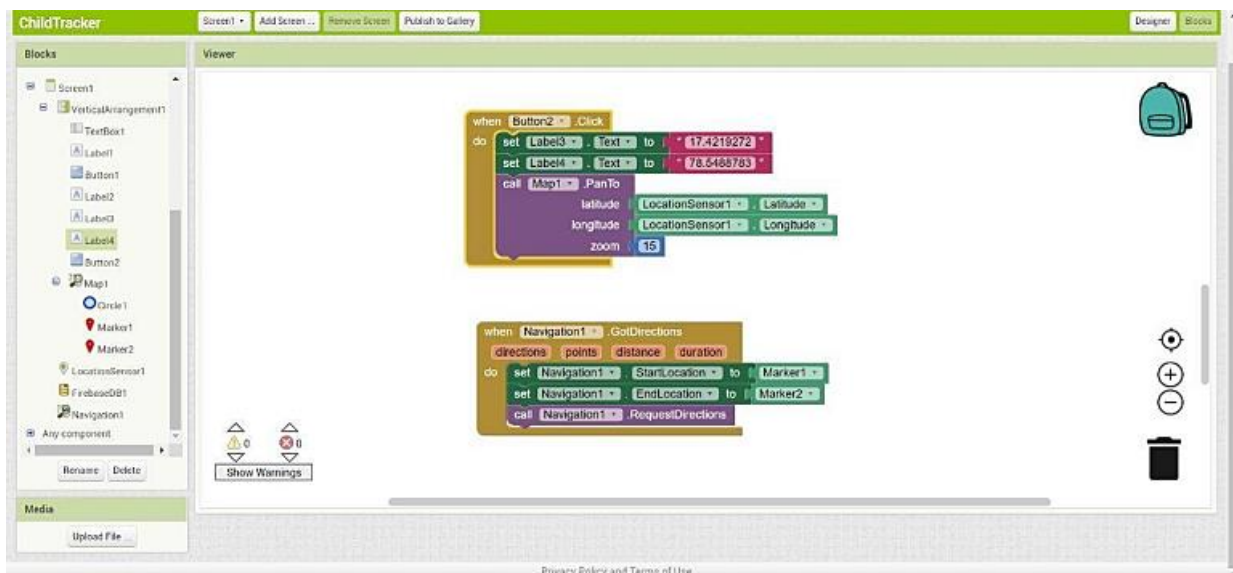 ChildTracker
Screen1 Add Screen ... Remove Screen Publish to Gallery
Designer Blocks
Blocks
Viewer
Screen1
VerticalArrangement1
TextBox1
Label1
Button1
Label2
Label3
Label4
Button2
Map1
Circle1
Marker1
Marker2
LocationSensor1
FirebaseDB1
Navigation1
Any component
Rename Delete
Media
Upload File ...
when Button2 .Click
do set Label3 . Text to " 17.4219272 "
set Label4 . Text to " 78.5488783 "
call Map1 .PanTo
latitude LocationSensor1 . Latitude
longitude LocationSensor1 . Longitude
zoom 15
when Navigation1 .GotDirections
directions points distance duration
do set Navigation1 . StartLocation to Marker1
set Navigation1 . EndLocation to Marker2
call Navigation1 .RequestDirections
0 0
Show Warnings
Privacy Policy and Terms of Use